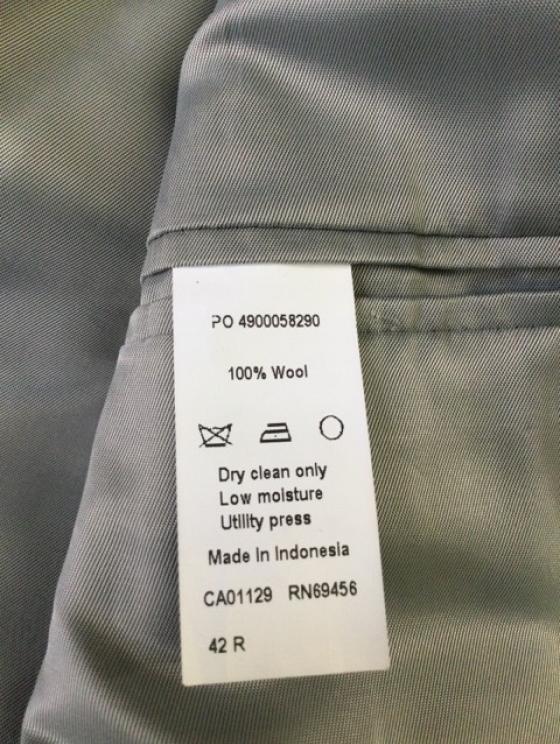 PO 4900058290
100% Wool
Dry clean only
Low moisture
Utility press
Made In Indonesia
CA01129 RN69456
42 R